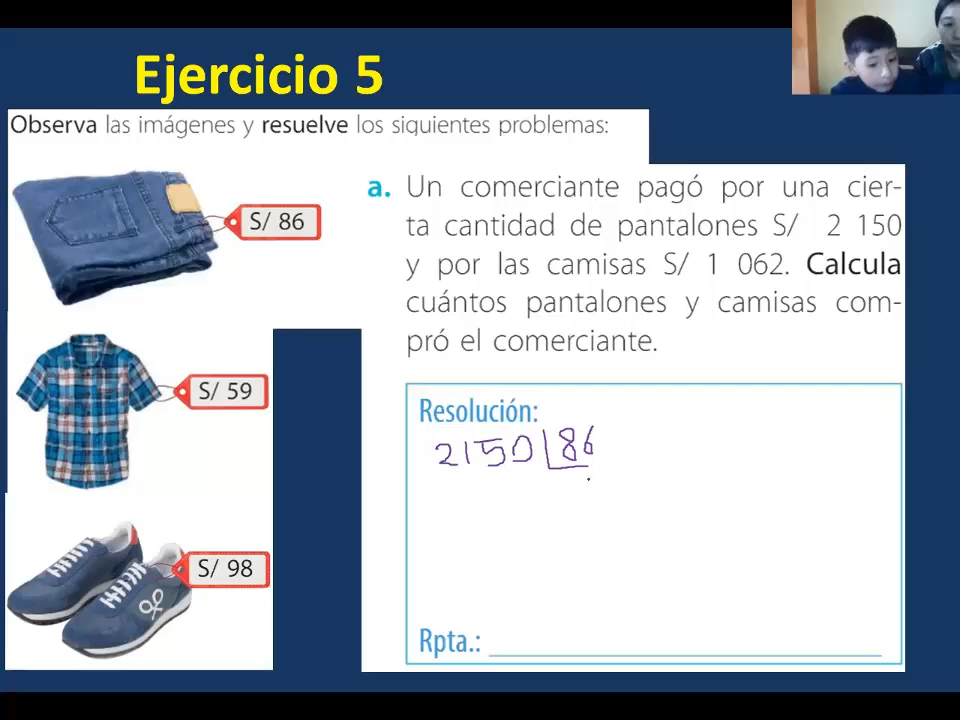 Ejercicio 5
Observa las imágenes y resuelve los siguientes problemas:
S/ 86
S/ 59
S/ 98
a. Un comerciante pagó por una cier-
ta cantidad de pantalones S/ 2 150
y por las camisas S/ 1 062. Calcula
cuántos pantalones y camisas com-
pró el comerciante.
Resolución:
2150 86
Rpta.: